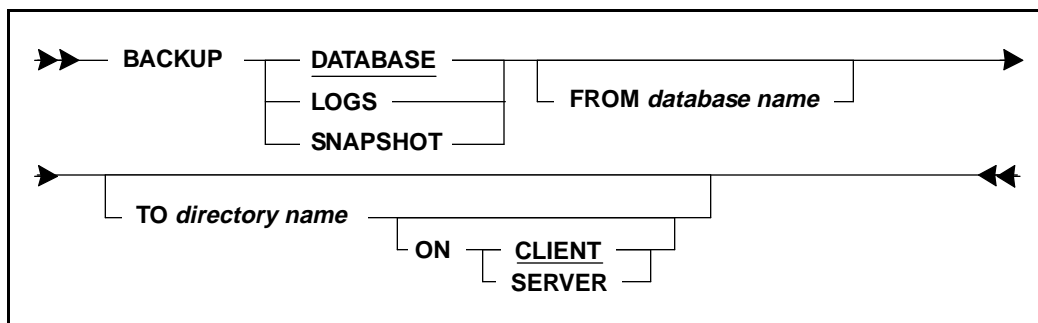 BACKUP DATABASE
LOGS
FROM database name
SNAPSHOT
TO directory name
ON CLIENT
SERVER